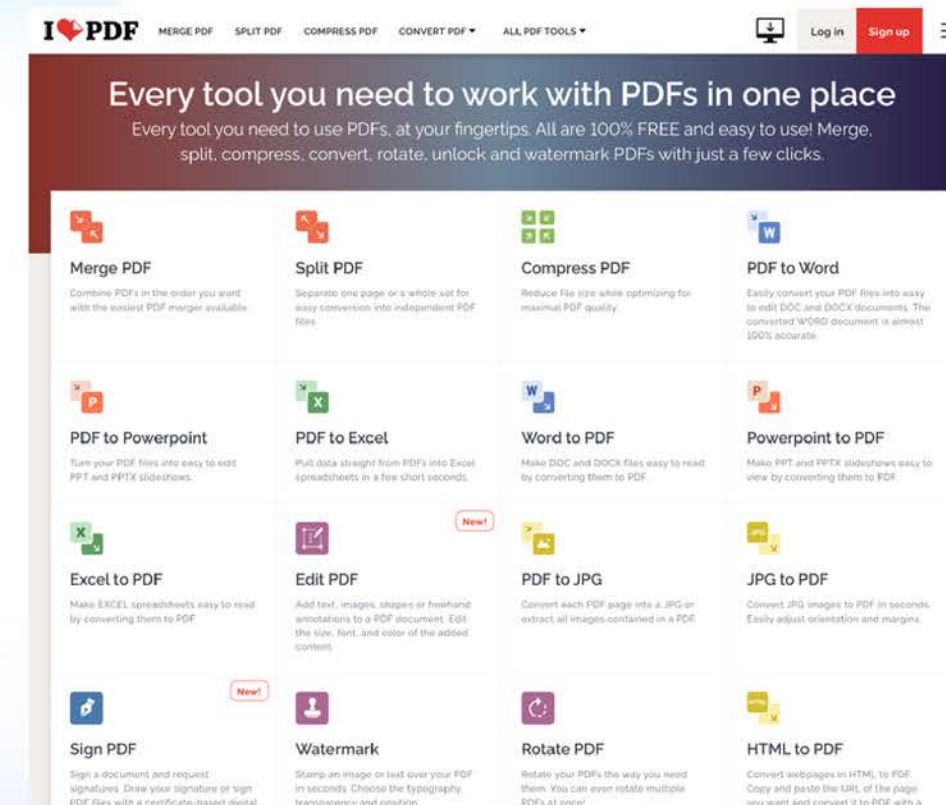 I PDF
MERGE PDF
SPLIT PDF
COMPRESS PDF
CONVERT PDF
ALL PDF TOOLS
Log in
Sign up
Every tool you need to work with PDFs in one place
Every tool you need to use PDFs, at your fingertips. All are 100% FREE and easy to use! Merge,
split, compress, convert, rotate, unlock and watermark PDFs with just a few clicks.
Merge PDF
Combine PDFs in the order you want
with the easiest PDF merger available.
Split PDF
Separate one page or a whole set for
easy conversion into independent PDF
files.
Compress PDF
Reduce file size while optimizing for
maximal PDF quality.
W
PDF to Word
Easily convert your PDF files into easy
to edit DOC and DOCX documents. The
converted WORD document is almost
100% accurate.
P
PDF to Powerpoint
Turn your PDF files into easy to edit
PPT and PPTX slideshows.
X
PDF to Excel
Pull data straight from PDFs into Excel
spreadsheets in a few short seconds.
W
Word to PDF
Make DOC and DOCX files easy to read
by converting them to PDF.
P
Powerpoint to PDF
Make PPT and PPTX slideshows easy to
view by converting them to PDF.
X
Excel to PDF
Make EXCEL spreadsheets easy to read
by converting them to PDF.
New!
Edit PDF
Add text, images, shapes or freehand
annotations to a PDF document. Edit
the size, font, and color of the added
content.
PDF to JPG
Convert each PDF page into a JPG or
extract all images contained in a PDF.
JPG
JPG to PDF
Convert JPG images to PDF in seconds.
Easily adjust orientation and margins.
New!
Sign PDF
Sign a document and request
signatures. Draw your signature or sign
PDF files with a certificate-based digital
Watermark
Stamp an image or text over your PDF
in seconds. Choose the typography,
transparency and position.
Rotate PDF
Rotate your PDFs the way you need
them. You can even rotate multiple
PDFs at once!
HTML
HTML to PDF
Convert webpages in HTML to PDF.
Copy and paste the URL of the page
you want and convert it to PDF with a